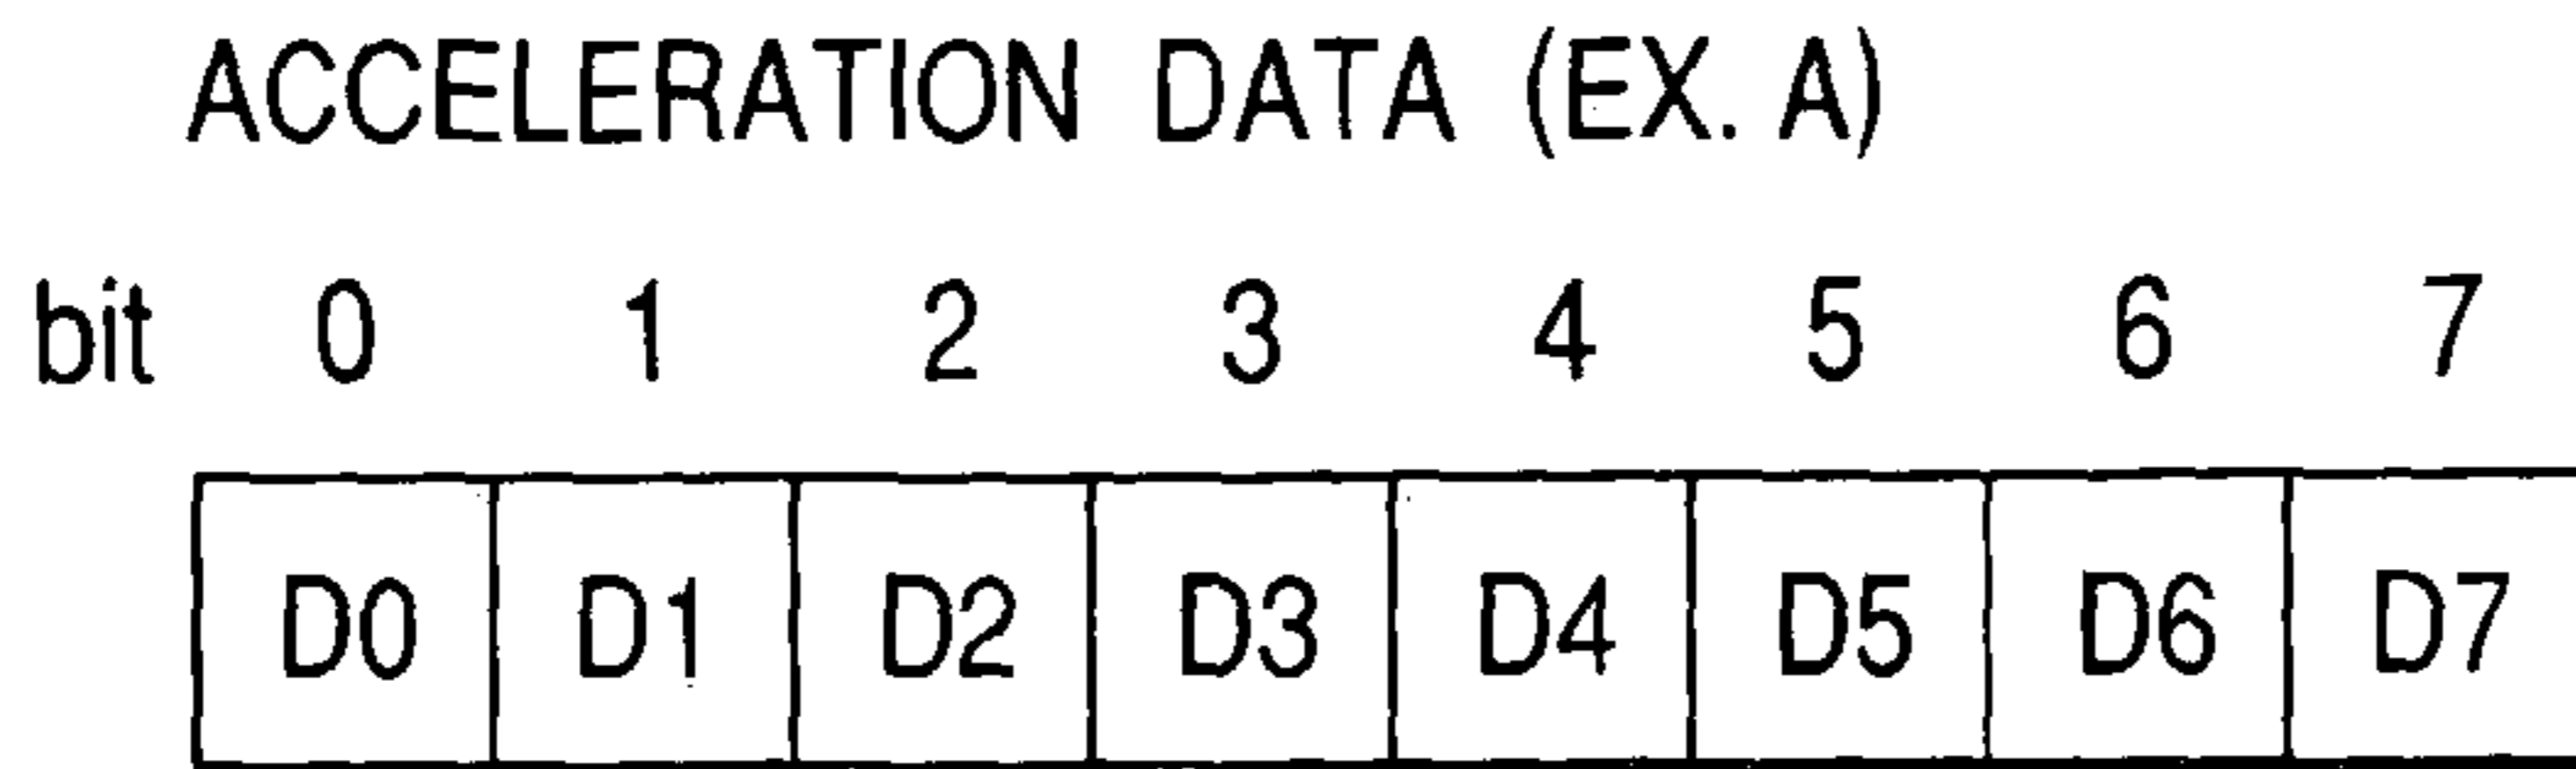 ACCELERATION DATA (EX. A)
bit 0 1 2 3 4 5 6 7
D0 D1 D2 D3 D4 D5 D6 D7